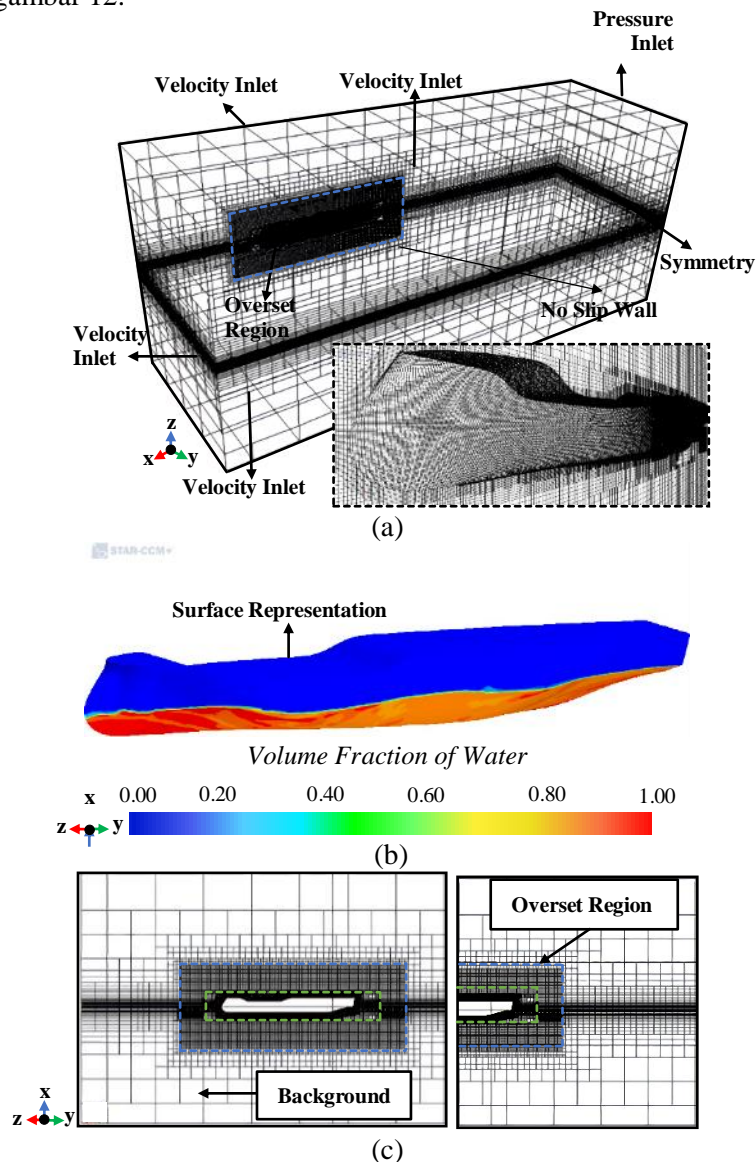 gambar 12.
Pressure
Inlet
Velocity Inlet
Velocity Inlet
Symmetry
Overset
Region
No Slip Wall
Velocity
Inlet
z
x
y
Velocity Inlet
(a)
STAR-CCM+
Surface Representation
Volume Fraction of Water
x
z
y
0.00 0.20 0.40 0.60 0.80 1.00
(b)
Overset Region
Background
x
z
y
(c)